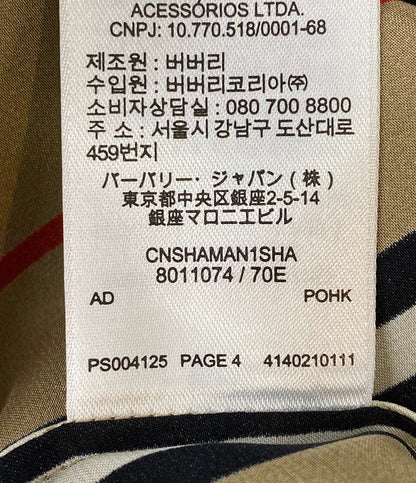 ACESSÓRIOS LTDA.
CNPJ: 10.770.518/0001-68
제조원 : 버버리
수입원 : 버버리코리아㈜
소비자상담실 : 080 700 8800
주 소 : 서울시 강남구 도산대로
459번지
バーバリー・ジャパン ( 株 )
東京都中央区銀座2-5-14
銀座マロニエビル
CNSHAMAN1SHA
8011074 / 70E
AD POHK
PS004125 PAGE 4 4140210111